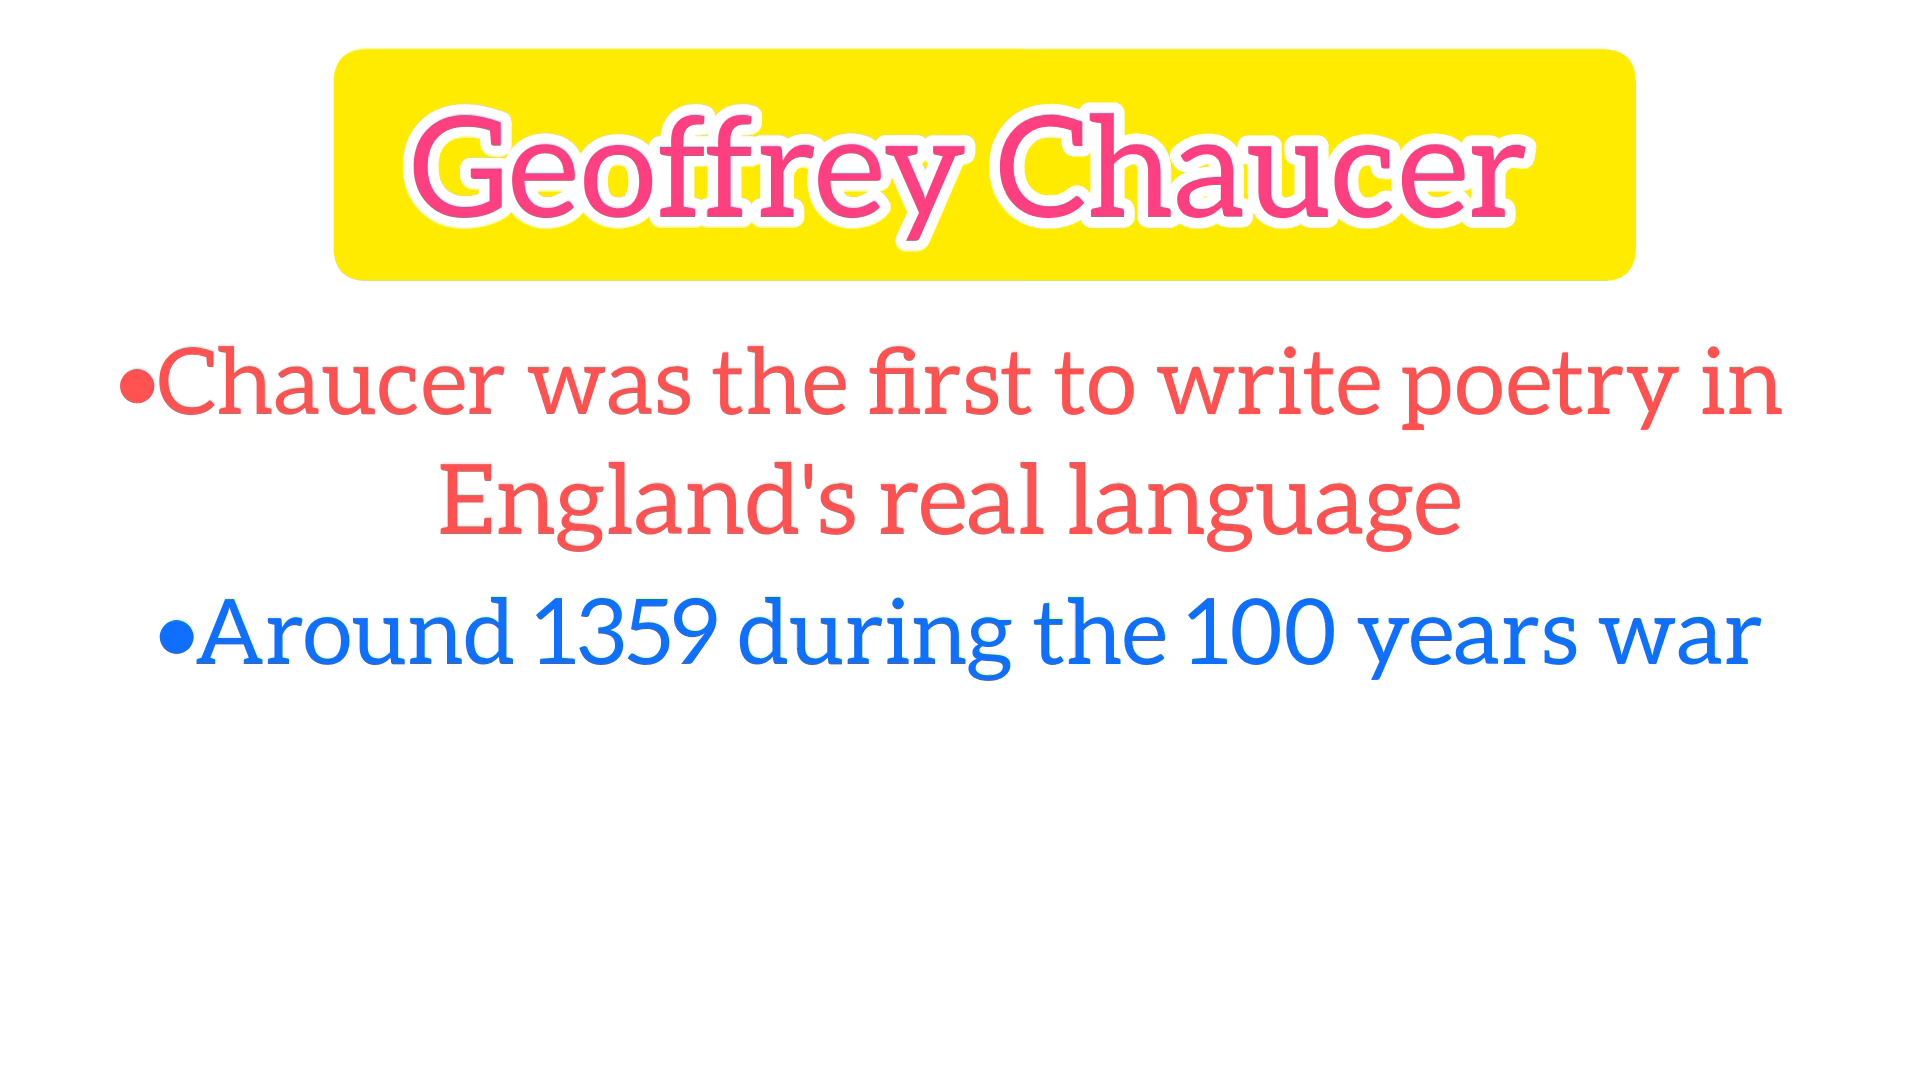 Geoffrey Chaucer
•Chaucer was the first to write poetry in
England's real language
•Around 1359 during the 100 years war